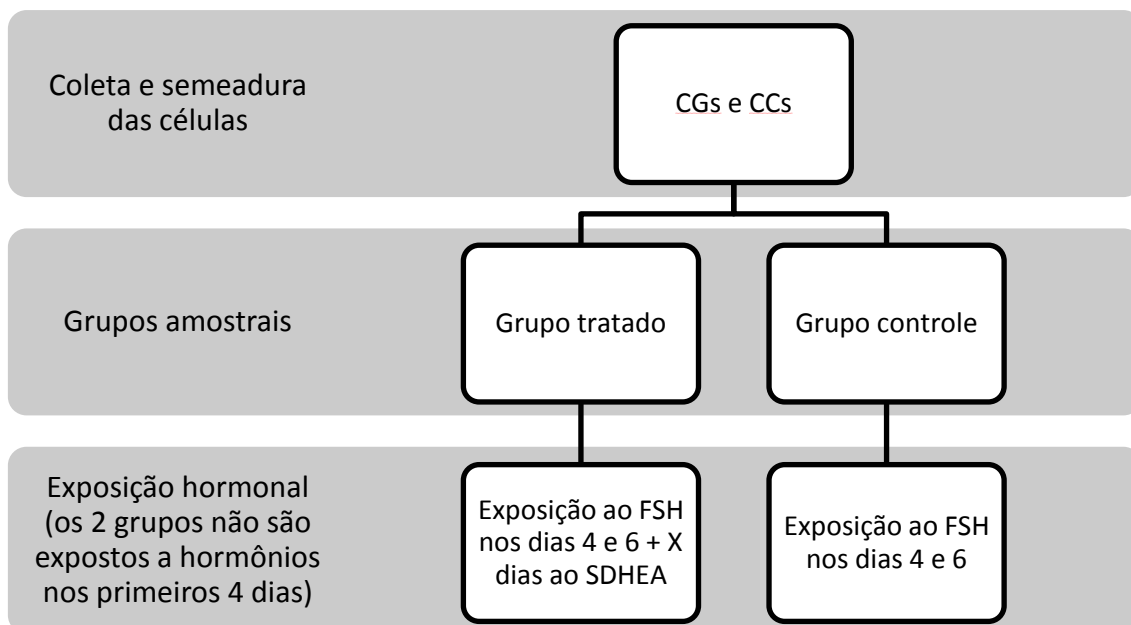 Coleta e semeadura
das células
CGs e CCs
Grupos amostrais
Grupo tratado
Grupo controle
Exposição hormonal
(os 2 grupos não são
expostos a hormônios
nos primeiros 4 dias)
Exposição ao FSH
nos dias 4 e 6 + X
dias ao SDHEA
Exposição ao FSH
nos dias 4 e 6